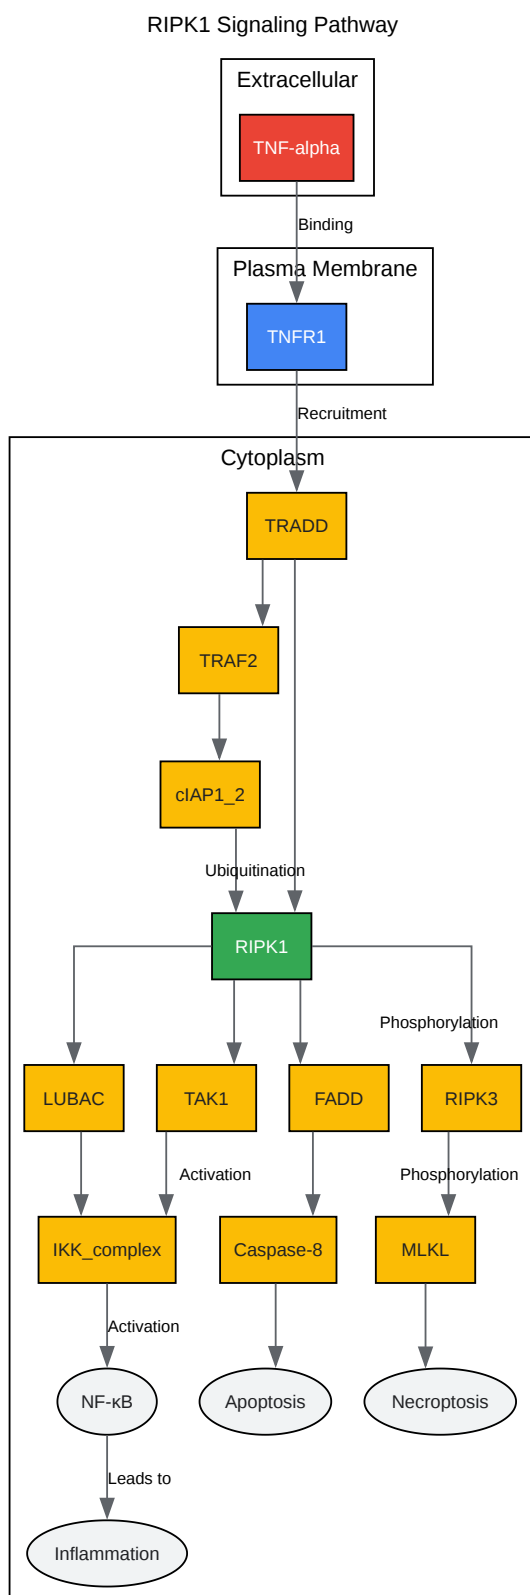 RIPK1 Signaling Pathway
Extracellular
TNF-alpha
Binding
Plasma Membrane
TNFR1
Recruitment
Cytoplasm
TRADD
TRAF2
cIAP1_2
Ubiquitination
RIPK1
Phosphorylation
LUBAC
TAK1
FADD
RIPK3
Activation
Phosphorylation
IKK_complex
Caspase-8
MLKL
Activation
NF-κB
Apoptosis
Necroptosis
Leads to
Inflammation